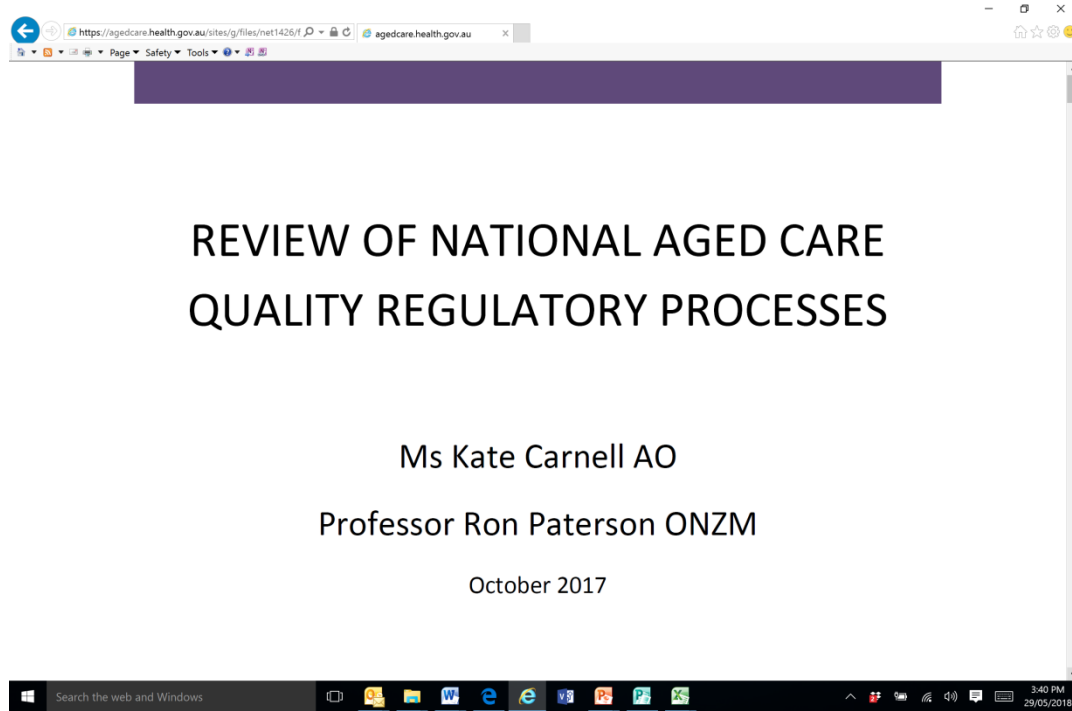 https://agedcare.health.gov.au/sites/g/files/net1426/f
agedcare.health.gov.au
Page Safety Tools
REVIEW OF NATIONAL AGED CARE
QUALITY REGULATORY PROCESSES
Ms Kate Carnell AO
Professor Ron Paterson ONZM
October 2017
Search the web and Windows
3:40 PM
29/05/2018